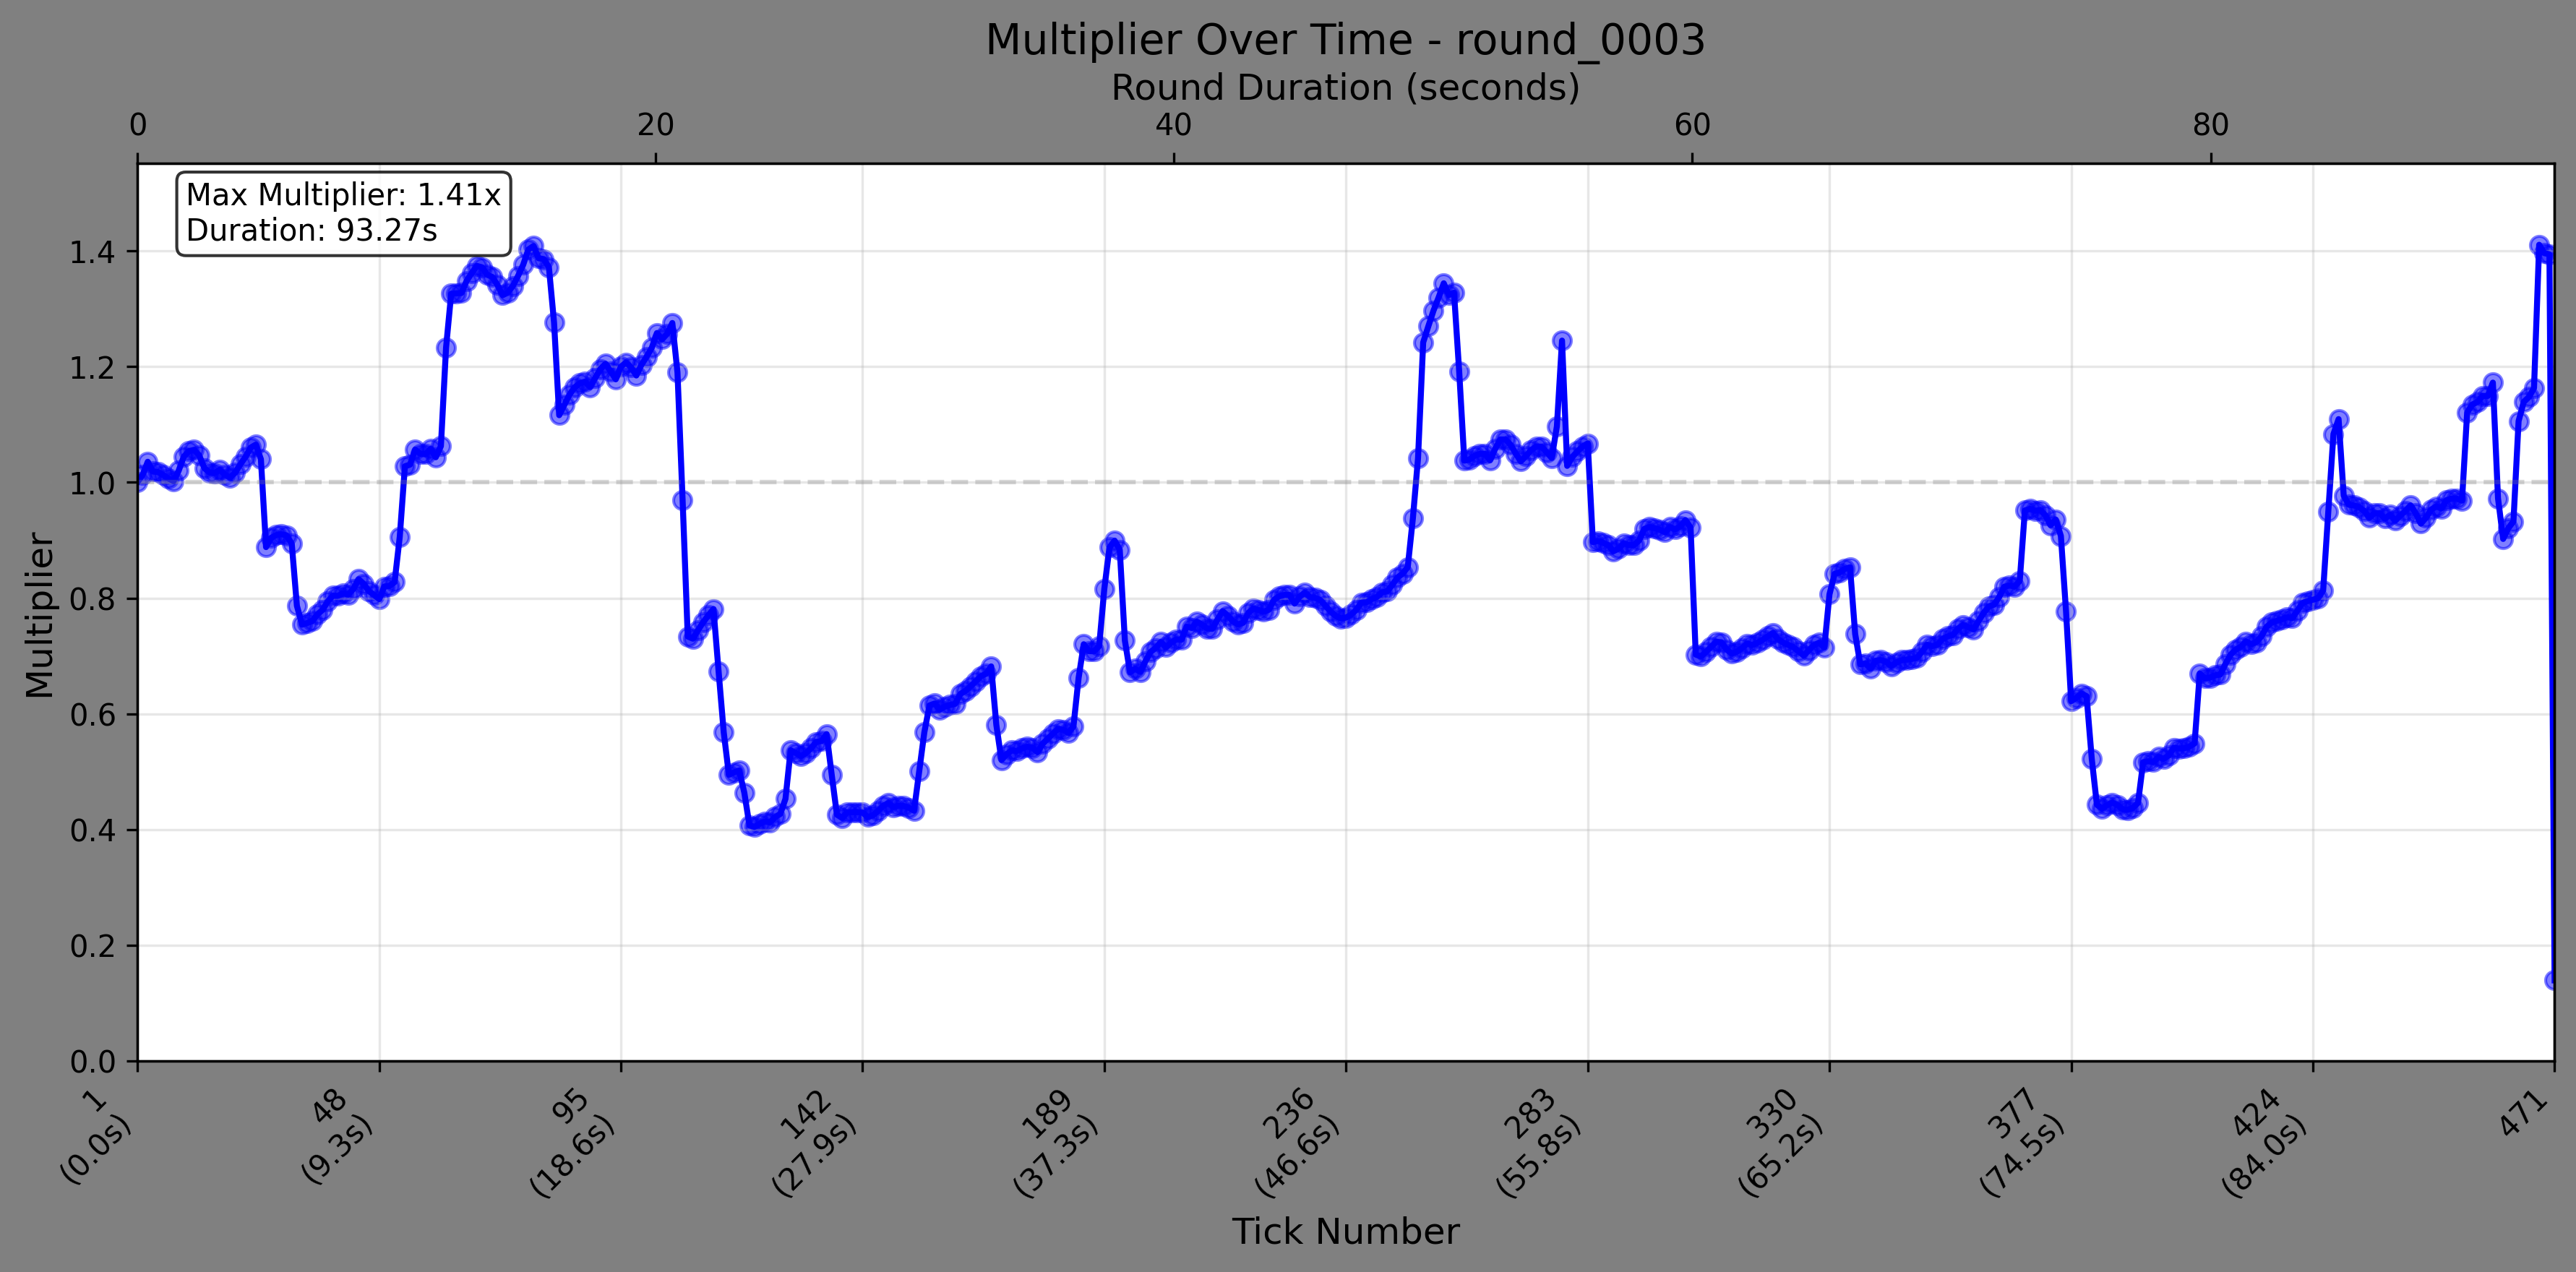 Multiplier Over Time - round_0003
Round Duration (seconds)
0 20 40 60 80
Max Multiplier: 1.41x
Duration: 93.27s
Multiplier
1.4
1.2
1.0
0.8
0.6
0.4
0.2
0.0
1
(0.0s)
48
(9.3s)
95
(18.6s)
142
(27.9s)
189
(37.3s)
236
(46.6s)
283
(55.8s)
330
(65.2s)
377
(74.5s)
424
(84.0s)
471
Tick Number